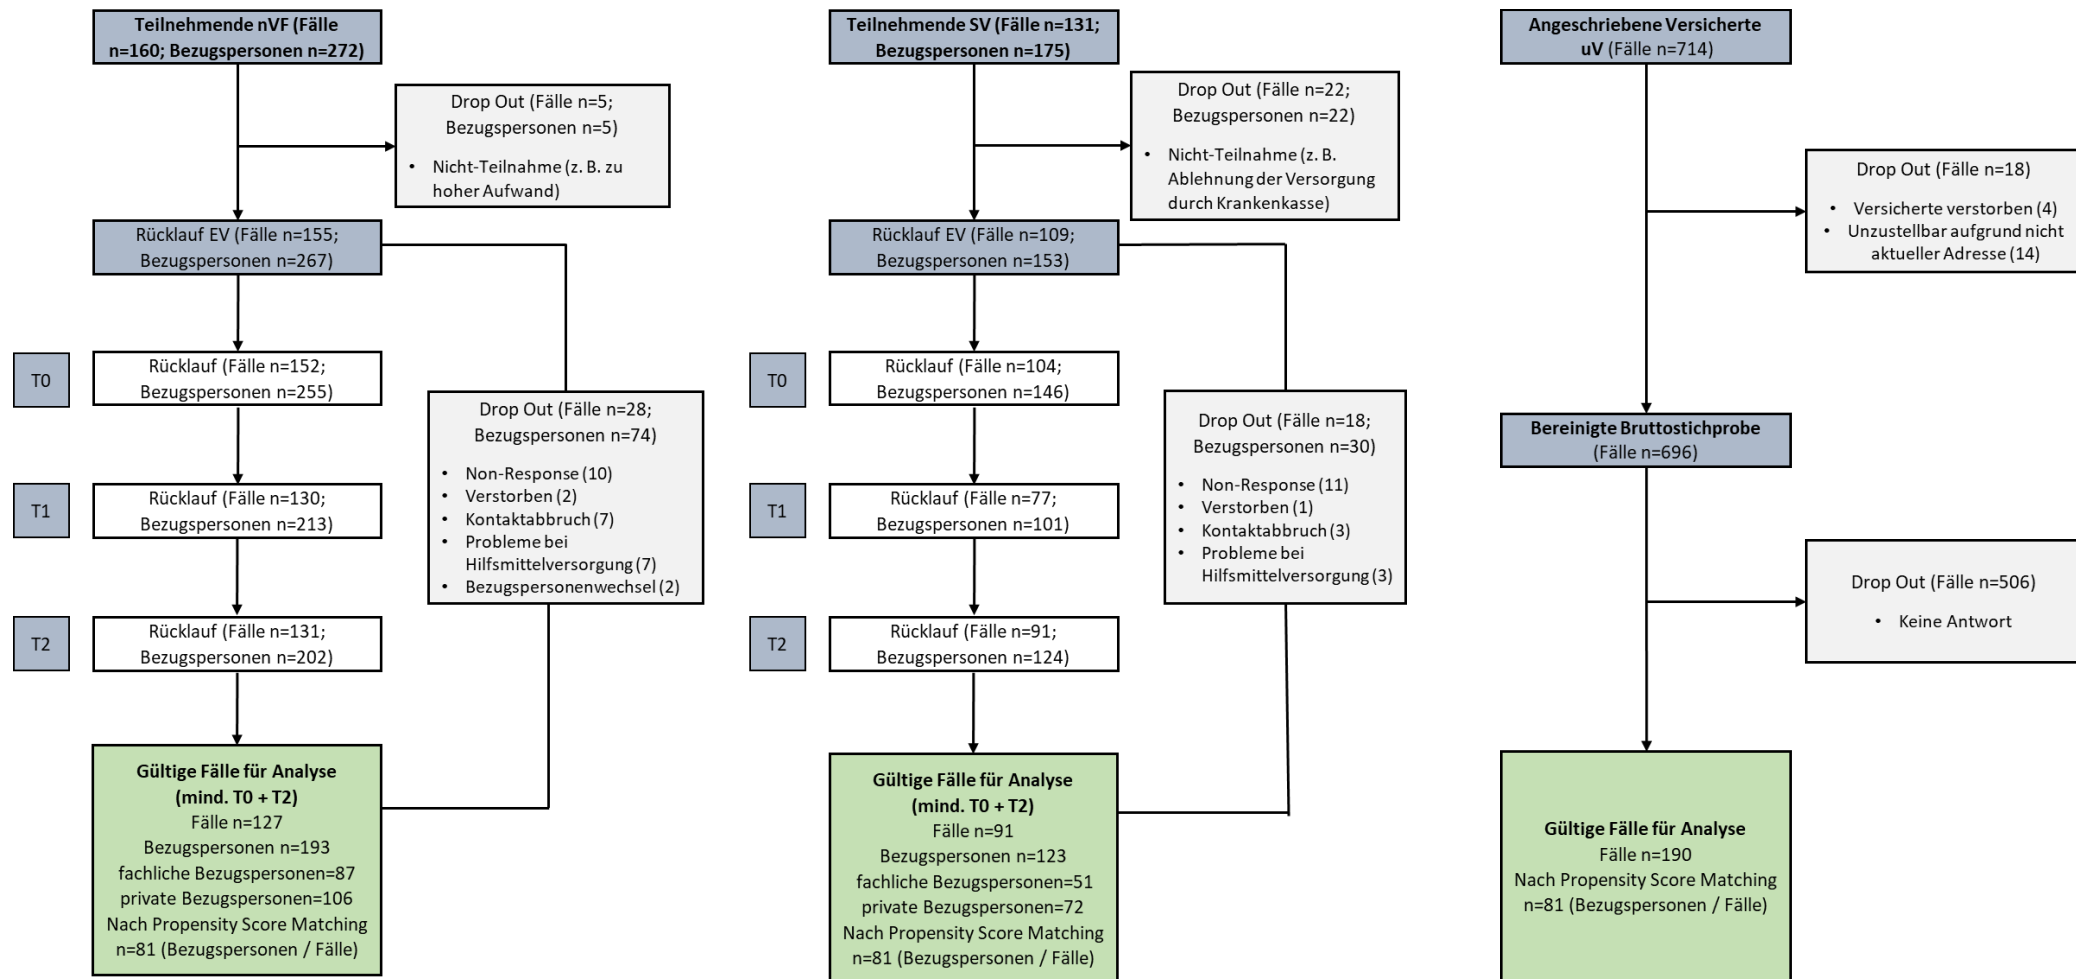 Teilnehmende nVF (Fälle
n=160; Bezugspersonen n=272)
Drop Out (Fälle n=5;
Bezugspersonen n=5)
• Nicht-Teilnahme (z. B. zu
hoher Aufwand)
Rücklauf EV (Fälle n=155;
Bezugspersonen n=267)
T0
Rücklauf (Fälle n=152;
Bezugspersonen n=255)
Drop Out (Fälle n=28;
Bezugspersonen n=74)
• Non-Response (10)
• Verstorben (2)
• Kontaktabbruch (7)
• Probleme bei
Hilfsmittelversorgung (7)
• Bezugspersonenwechsel (2)
T1
Rücklauf (Fälle n=130;
Bezugspersonen n=213)
T2
Rücklauf (Fälle n=131;
Bezugspersonen n=202)
Gültige Fälle für Analyse
(mind. T0 + T2)
Fälle n=127
Bezugspersonen n=193
fachliche Bezugspersonen=87
private Bezugspersonen=106
Nach Propensity Score Matching
n=81 (Bezugspersonen / Fälle)
Teilnehmende SV (Fälle n=131;
Bezugspersonen n=175)
Drop Out (Fälle n=22;
Bezugspersonen n=22)
• Nicht-Teilnahme (z. B.
Ablehnung der Versorgung
durch Krankenkasse)
Rücklauf EV (Fälle n=109;
Bezugspersonen n=153)
T0
Rücklauf (Fälle n=104;
Bezugspersonen n=146)
Drop Out (Fälle n=18;
Bezugspersonen n=30)
• Non-Response (11)
• Verstorben (1)
• Kontaktabbruch (3)
• Probleme bei
Hilfsmittelversorgung (3)
T1
Rücklauf (Fälle n=77;
Bezugspersonen n=101)
T2
Rücklauf (Fälle n=91;
Bezugspersonen n=124)
Gültige Fälle für Analyse
(mind. T0 + T2)
Fälle n=91
Bezugspersonen n=123
fachliche Bezugspersonen=51
private Bezugspersonen=72
Nach Propensity Score Matching
n=81 (Bezugspersonen / Fälle)
Angeschriebene Versicherte
uV (Fälle n=714)
Drop Out (Fälle n=18)
• Versicherte verstorben (4)
• Unzustellbar aufgrund nicht
aktueller Adresse (14)
Bereinigte Bruttostichprobe
(Fälle n=696)
Drop Out (Fälle n=506)
• Keine Antwort
Gültige Fälle für Analyse
Fälle n=190
Nach Propensity Score Matching
n=81 (Bezugspersonen / Fälle)